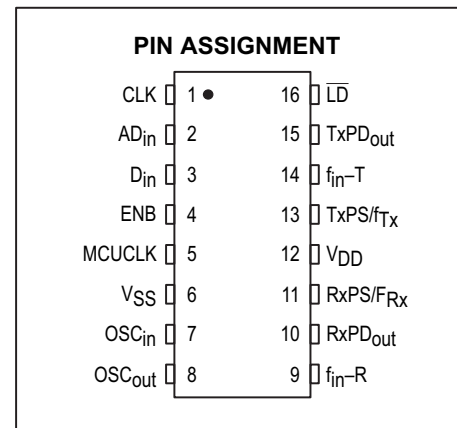 PIN ASSIGNMENT
CLK 1 16 LD
ADin 2 15 TxPDout
Din 3 14 fin–T
ENB 4 13 TxPS/fTx
MCUCLK 5 12 VDD
VSS 6 11 RxPS/FRx
OSCin 7 10 RxPDout
OSCout 8 9 fin–R